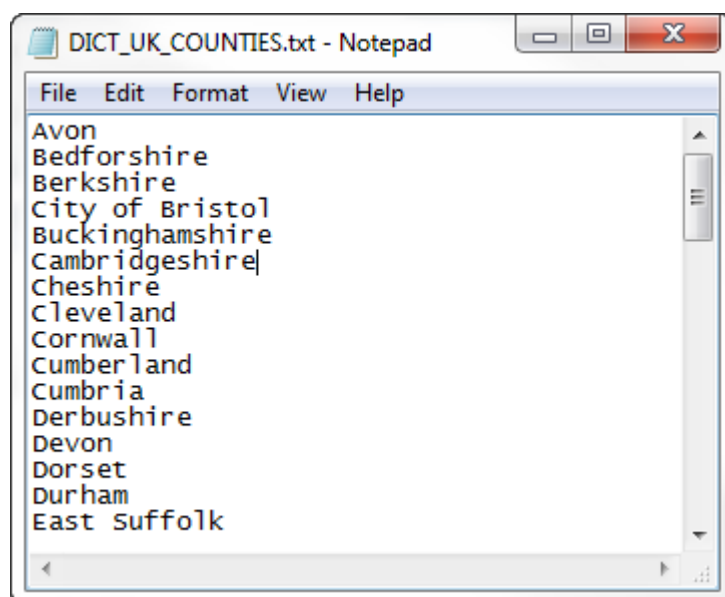 DICT_UK_COUNTIES.txt - Notepad
File Edit Format View Help
Avon
Bedforshire
Berkshire
City of Bristol
Buckinghamshire
Cambridgeshire
Cheshire
Cleveland
Cornwall
Cumberland
Cumbria
Derbushire
Devon
Dorset
Durham
East Suffolk